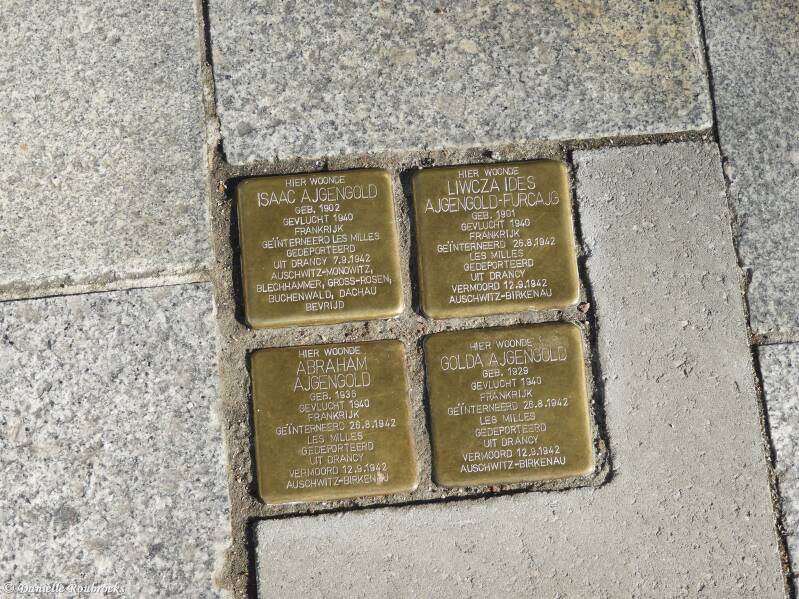 HIER WOONDE
ISAAC AJGENGOLD
GEB. 1902
GEVLUCHT 1940
FRANKRIJK
GEÏNTERNEERD LES MILLES
GEDEPORTEERD
UIT DRANCY 7.9.1942
AUSCHWITZ-MONOWITZ,
BLECHHAMMER, GROSS-ROSEN,
BUCHENWALD, DACHAU
BEVRIJD
HIER WOONDE
LIWCZA IDES
AJGENGOLD-FURCAJG
GEB. 1901
GEVLUCHT 1940
FRANKRIJK
GEÏNTERNEERD 26.8.1942
LES MILLES
GEDEPORTEERD
UIT DRANCY
VERMOORD 12.9.1942
AUSCHWITZ-BIRKENAU
HIER WOONDE
ABRAHAM
AJGENGOLD
GEB. 1936
GEVLUCHT 1940
FRANKRIJK
GEÏNTERNEERD 26.8.1942
LES MILLES
GEDEPORTEERD
UIT DRANCY
VERMOORD 12.9.1942
AUSCHWITZ-BIRKENAU
HIER WOONDE
GOLDA AJGENGOLD
GEB. 1929
GEVLUCHT 1940
FRANKRIJK
GEÏNTERNEERD 26.8.1942
LES MILLES
GEDEPORTEERD
UIT DRANCY
VERMOORD 12.9.1942
AUSCHWITZ-BIRKENAU
© Danielle Roubrocks